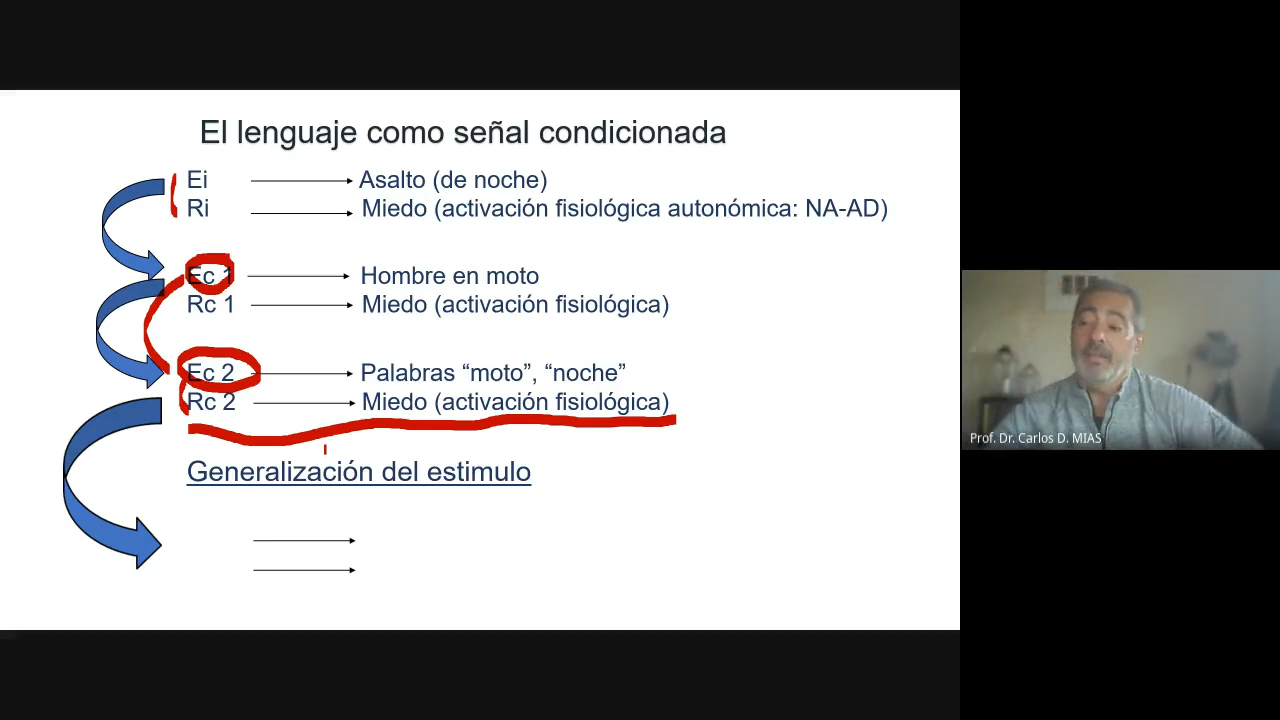 El lenguaje como señal condicionada
Ei Asalto (de noche)
Ri Miedo (activación fisiológica autonómica: NA-AD)
Ec 1 Hombre en moto
Rc 1 Miedo (activación fisiológica)
Ec 2 Palabras “moto”, “noche”
Rc 2 Miedo (activación fisiológica)
Generalización del estimulo
Prof. Dr. Carlos D. MIAS